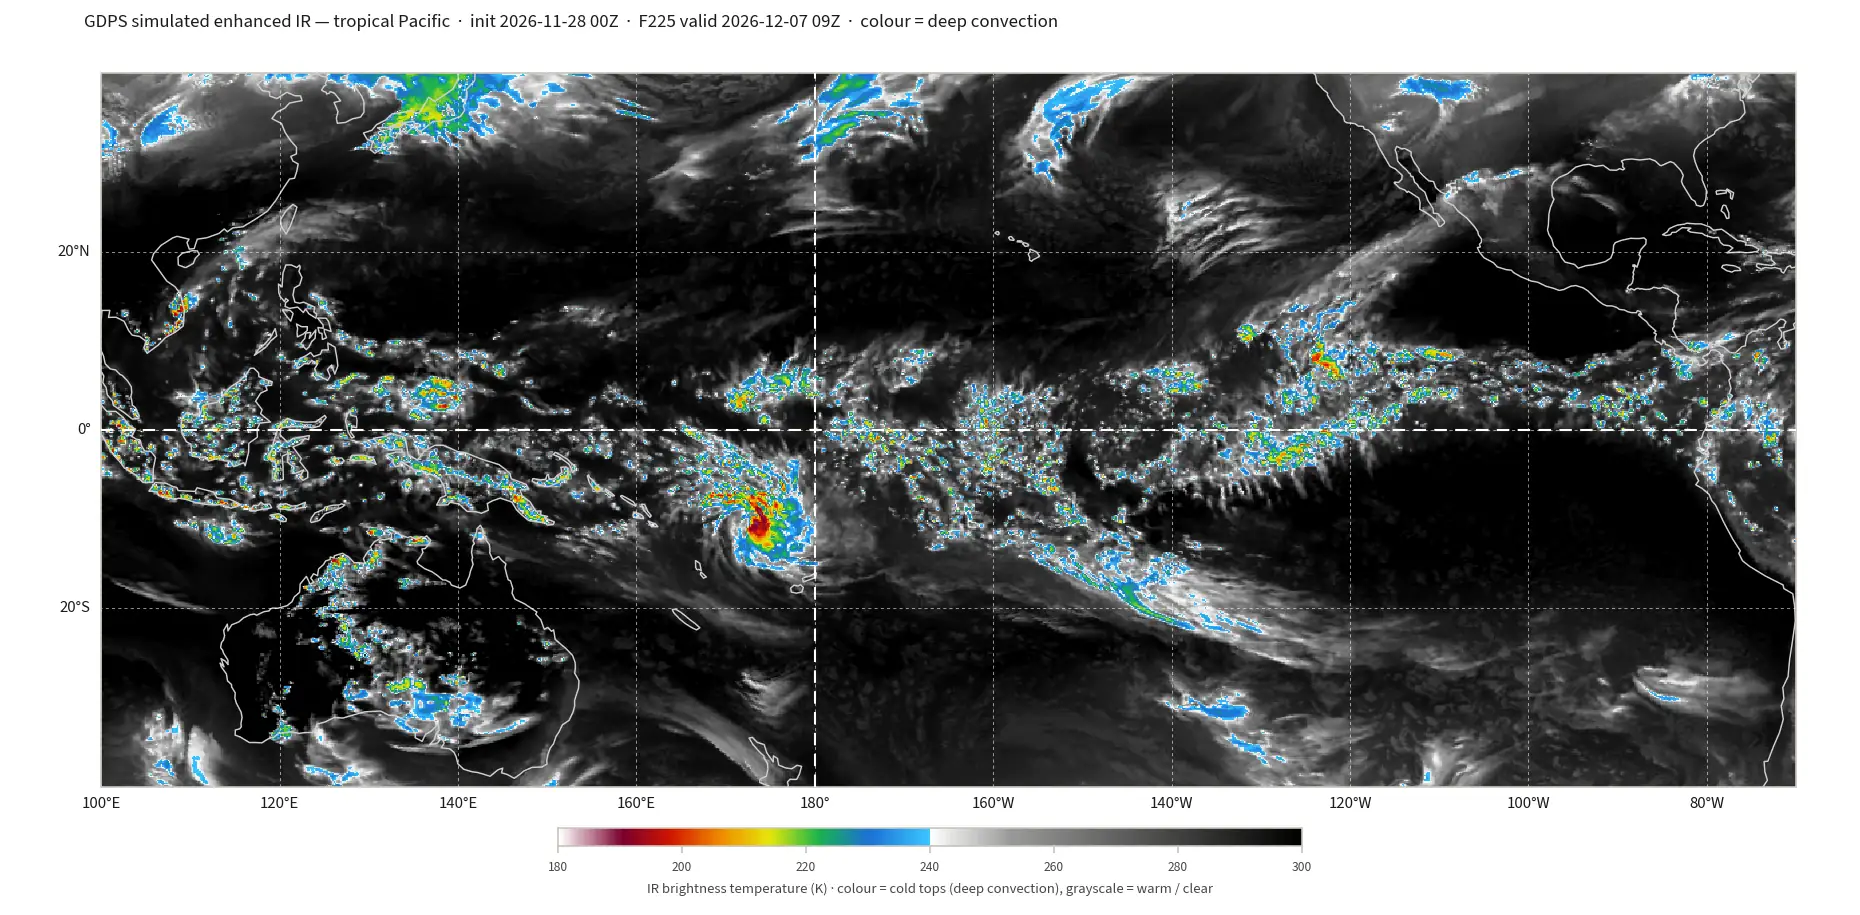 GDPS simulated enhanced IR — tropical Pacific · init 2026-11-28 00Z · F225 valid 2026-12-07 09Z · colour = deep convection
20°N
0°
20°S
100°E 120°E 140°E 160°E 180° 160°W 140°W 120°W 100°W 80°W
180 200 220 240 260 280 300
IR brightness temperature (K) · colour = cold tops (deep convection), grayscale = warm / clear